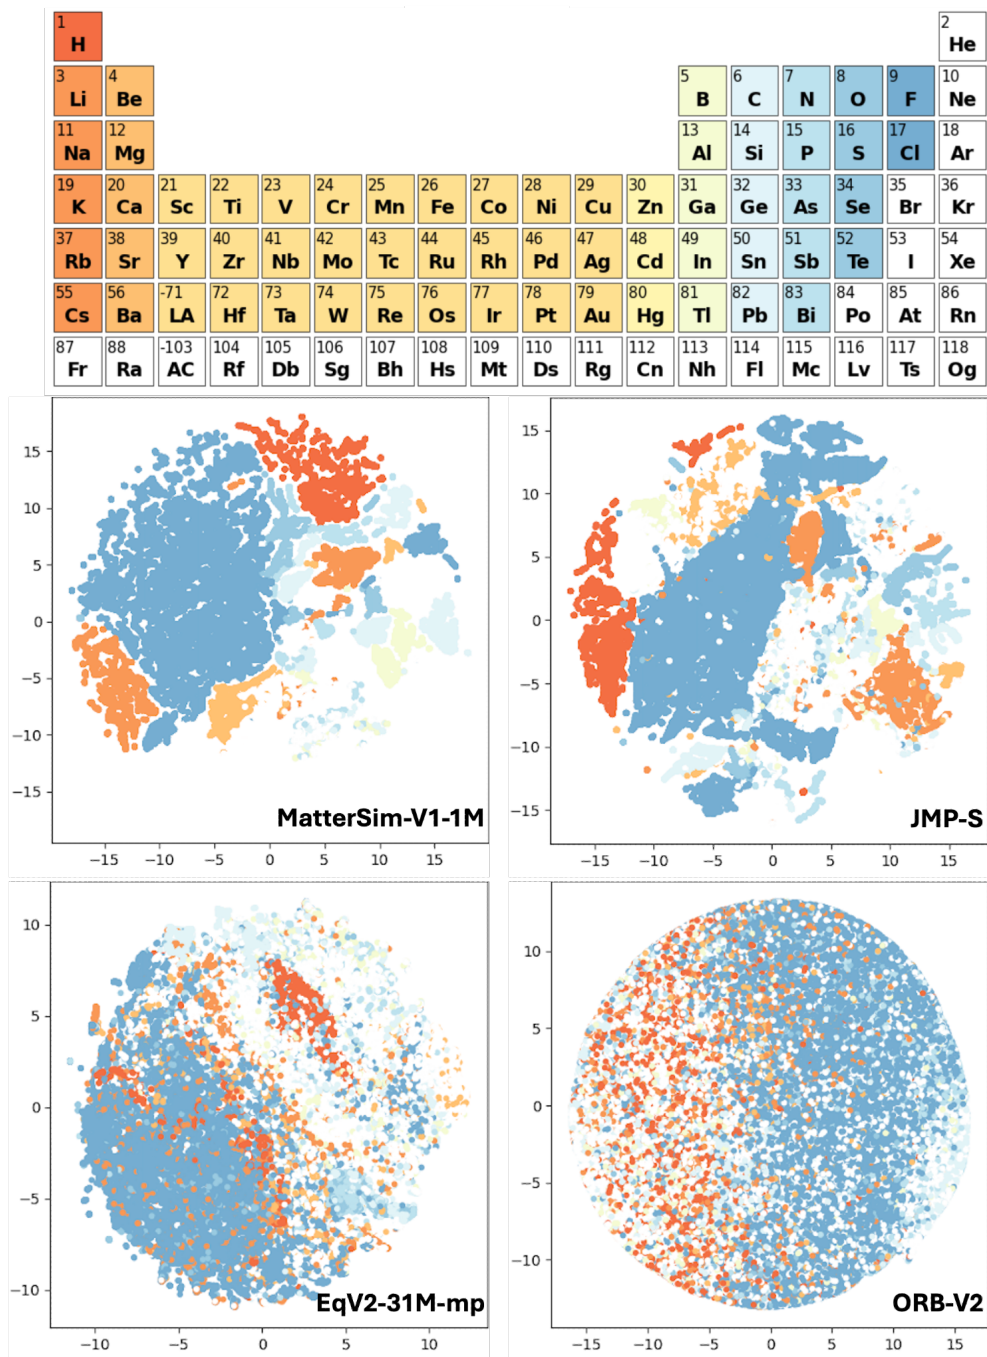 1 2
H He
3 4 5 6 7 8 9 10
Li Be B C N O F Ne
11 12 13 14 15 16 17 18
Na Mg Al Si P S Cl Ar
19 20 21 22 23 24 25 26 27 28 29 30 31 32 33 34 35 36
K Ca Sc Ti V Cr Mn Fe Co Ni Cu Zn Ga Ge As Se Br Kr
37 38 39 40 41 42 43 44 45 46 47 48 49 50 51 52 53 54
Rb Sr Y Zr Nb Mo Tc Ru Rh Pd Ag Cd In Sn Sb Te I Xe
55 56 -71 72 73 74 75 76 77 78 79 80 81 82 83 84 85 86
Cs Ba LA Hf Ta W Re Os Ir Pt Au Hg Tl Pb Bi Po At Rn
87 88 -103 104 105 106 107 108 109 110 111 112 113 114 115 116 117 118
Fr Ra AC Rf Db Sg Bh Hs Mt Ds Rg Cn Nh Fl Mc Lv Ts Og
15
10
5
0
−5
−10
−15
MatterSim-V1-1M
−15 −10 −5 0 5 10 15
15
10
5
0
−5
−10
−15
JMP-S
−15 −10 −5 0 5 10 15
10
5
0
−5
−10
EqV2-31M-mp
−10 −5 0 5 10
10
5
0
−5
−10
ORB-V2
−15 −10 −5 0 5 10 15